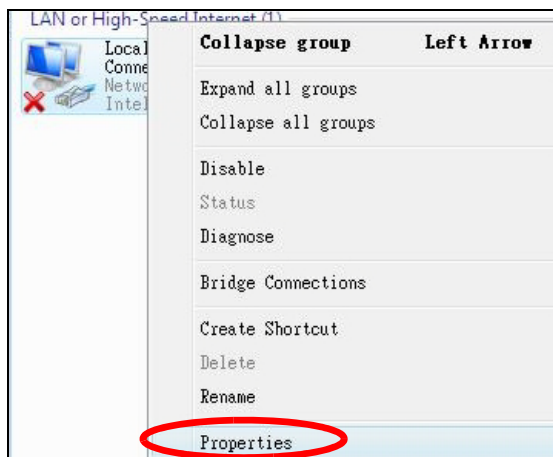 LAN or High-Speed Internet (1)
Local
Conne
Netwo
Intel
Collapse group Left Arrow
Expand all groups
Collapse all groups
Disable
Status
Diagnose
Bridge Connections
Create Shortcut
Delete
Rename
Properties